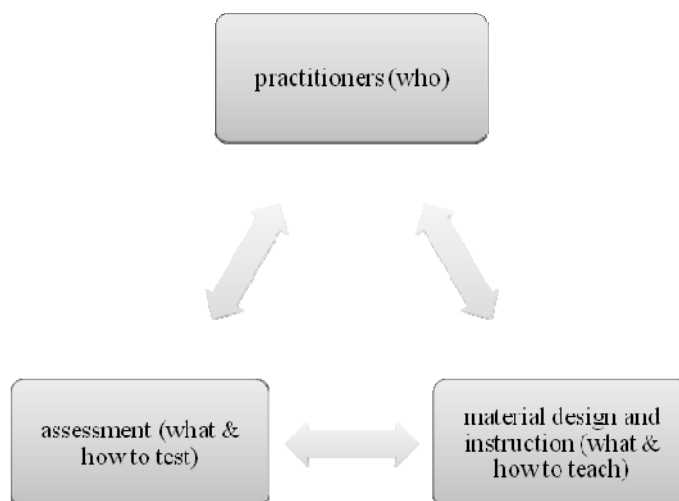 practitioners (who)
assessment (what &
how to test)
material design and
instruction (what &
how to teach)